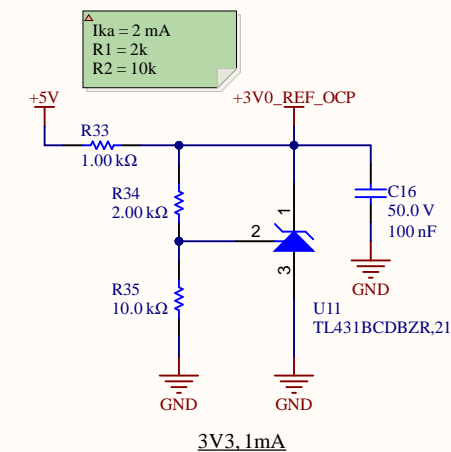 Ika = 2 mA
R1 = 2k
R2 = 10k
+5V
+3V0_REF_OCP
R33
1.00 kΩ
R34
2.00 kΩ
1
C16
50.0 V
100 nF
2
3
GND
R35
10.0 kΩ
U11
TL431BCDBZR,21
GND
GND
3V3, 1mA